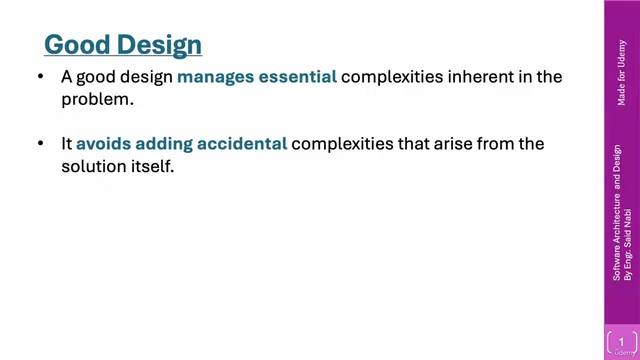 Good Design
• A good design manages essential complexities inherent in the
problem.
• It avoids adding accidental complexities that arise from the
solution itself.
Made for Udemy
Software Architecture and Design
By Engr. Said Nabi
1
Udemy